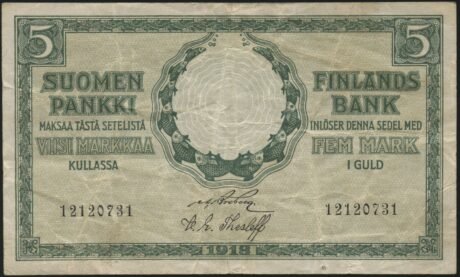 5 5
SUOMEN
PANKKI
MAKSAA TÄSTÄ SETELISTÄ
VIISI MARKKAA
KULLASSA
FINLANDS
BANK
INLÖSER DENNA SEDEL MED
FEM MARK
I GULD
12120731
12120731
Thesleff